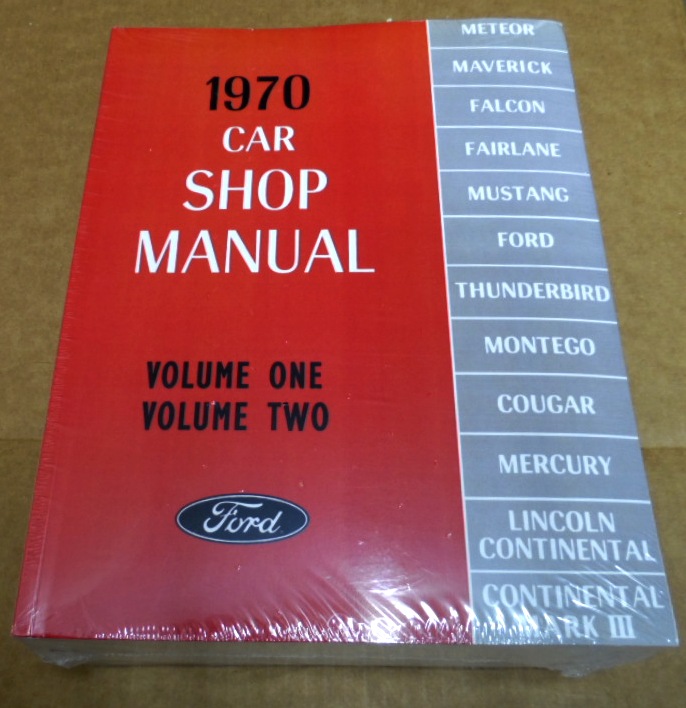 1970
CAR
SHOP
MANUAL
VOLUME ONE
VOLUME TWO
Ford
METEOR
MAVERICK
FALCON
FAIRLANE
MUSTANG
FORD
THUNDERBIRD
MONTEGO
COUGAR
MERCURY
LINCOLN
CONTINENTAL
CONTINENTAL
MARK III